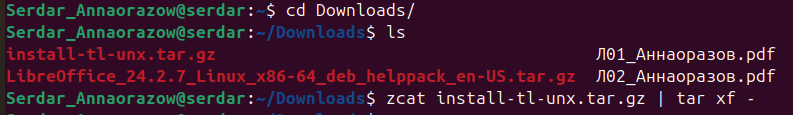 Serdar_Annaorazow@serdar:~$ cd Downloads/
Serdar_Annaorazow@serdar:~/Downloads$ ls
install-tl-unx.tar.gz Л01_Аннаоразов.pdf
LibreOffice_24.2.7_Linux_x86-64_deb_helppack_en-US.tar.gz Л02_Аннаоразов.pdf
Serdar_Annaorazow@serdar:~/Downloads$ zcat install-tl-unx.tar.gz | tar xf -